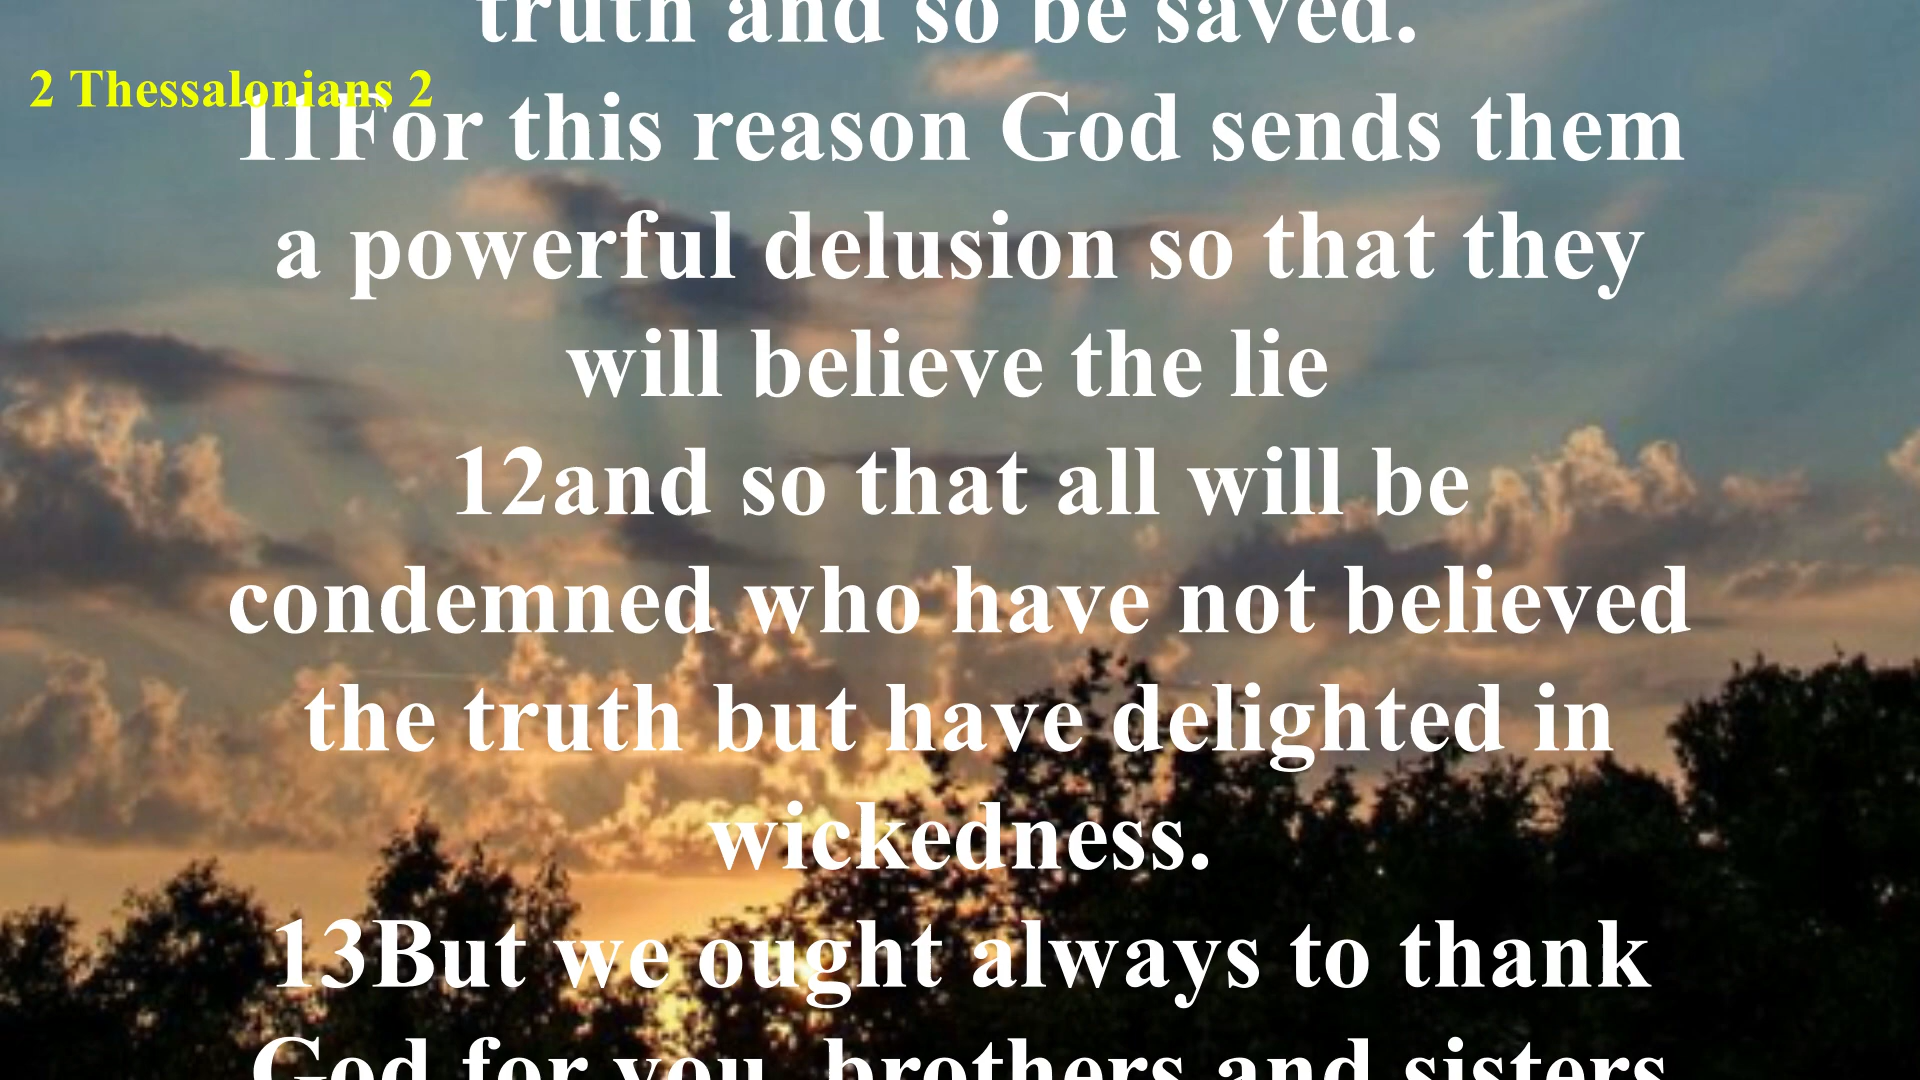 truth and so be saved.
2 Thessalonians 2
11For this reason God sends them
a powerful delusion so that they
will believe the lie
12and so that all will be
condemned who have not believed
the truth but have delighted in
wickedness.
13But we ought always to thank
God for you, brothers and sisters